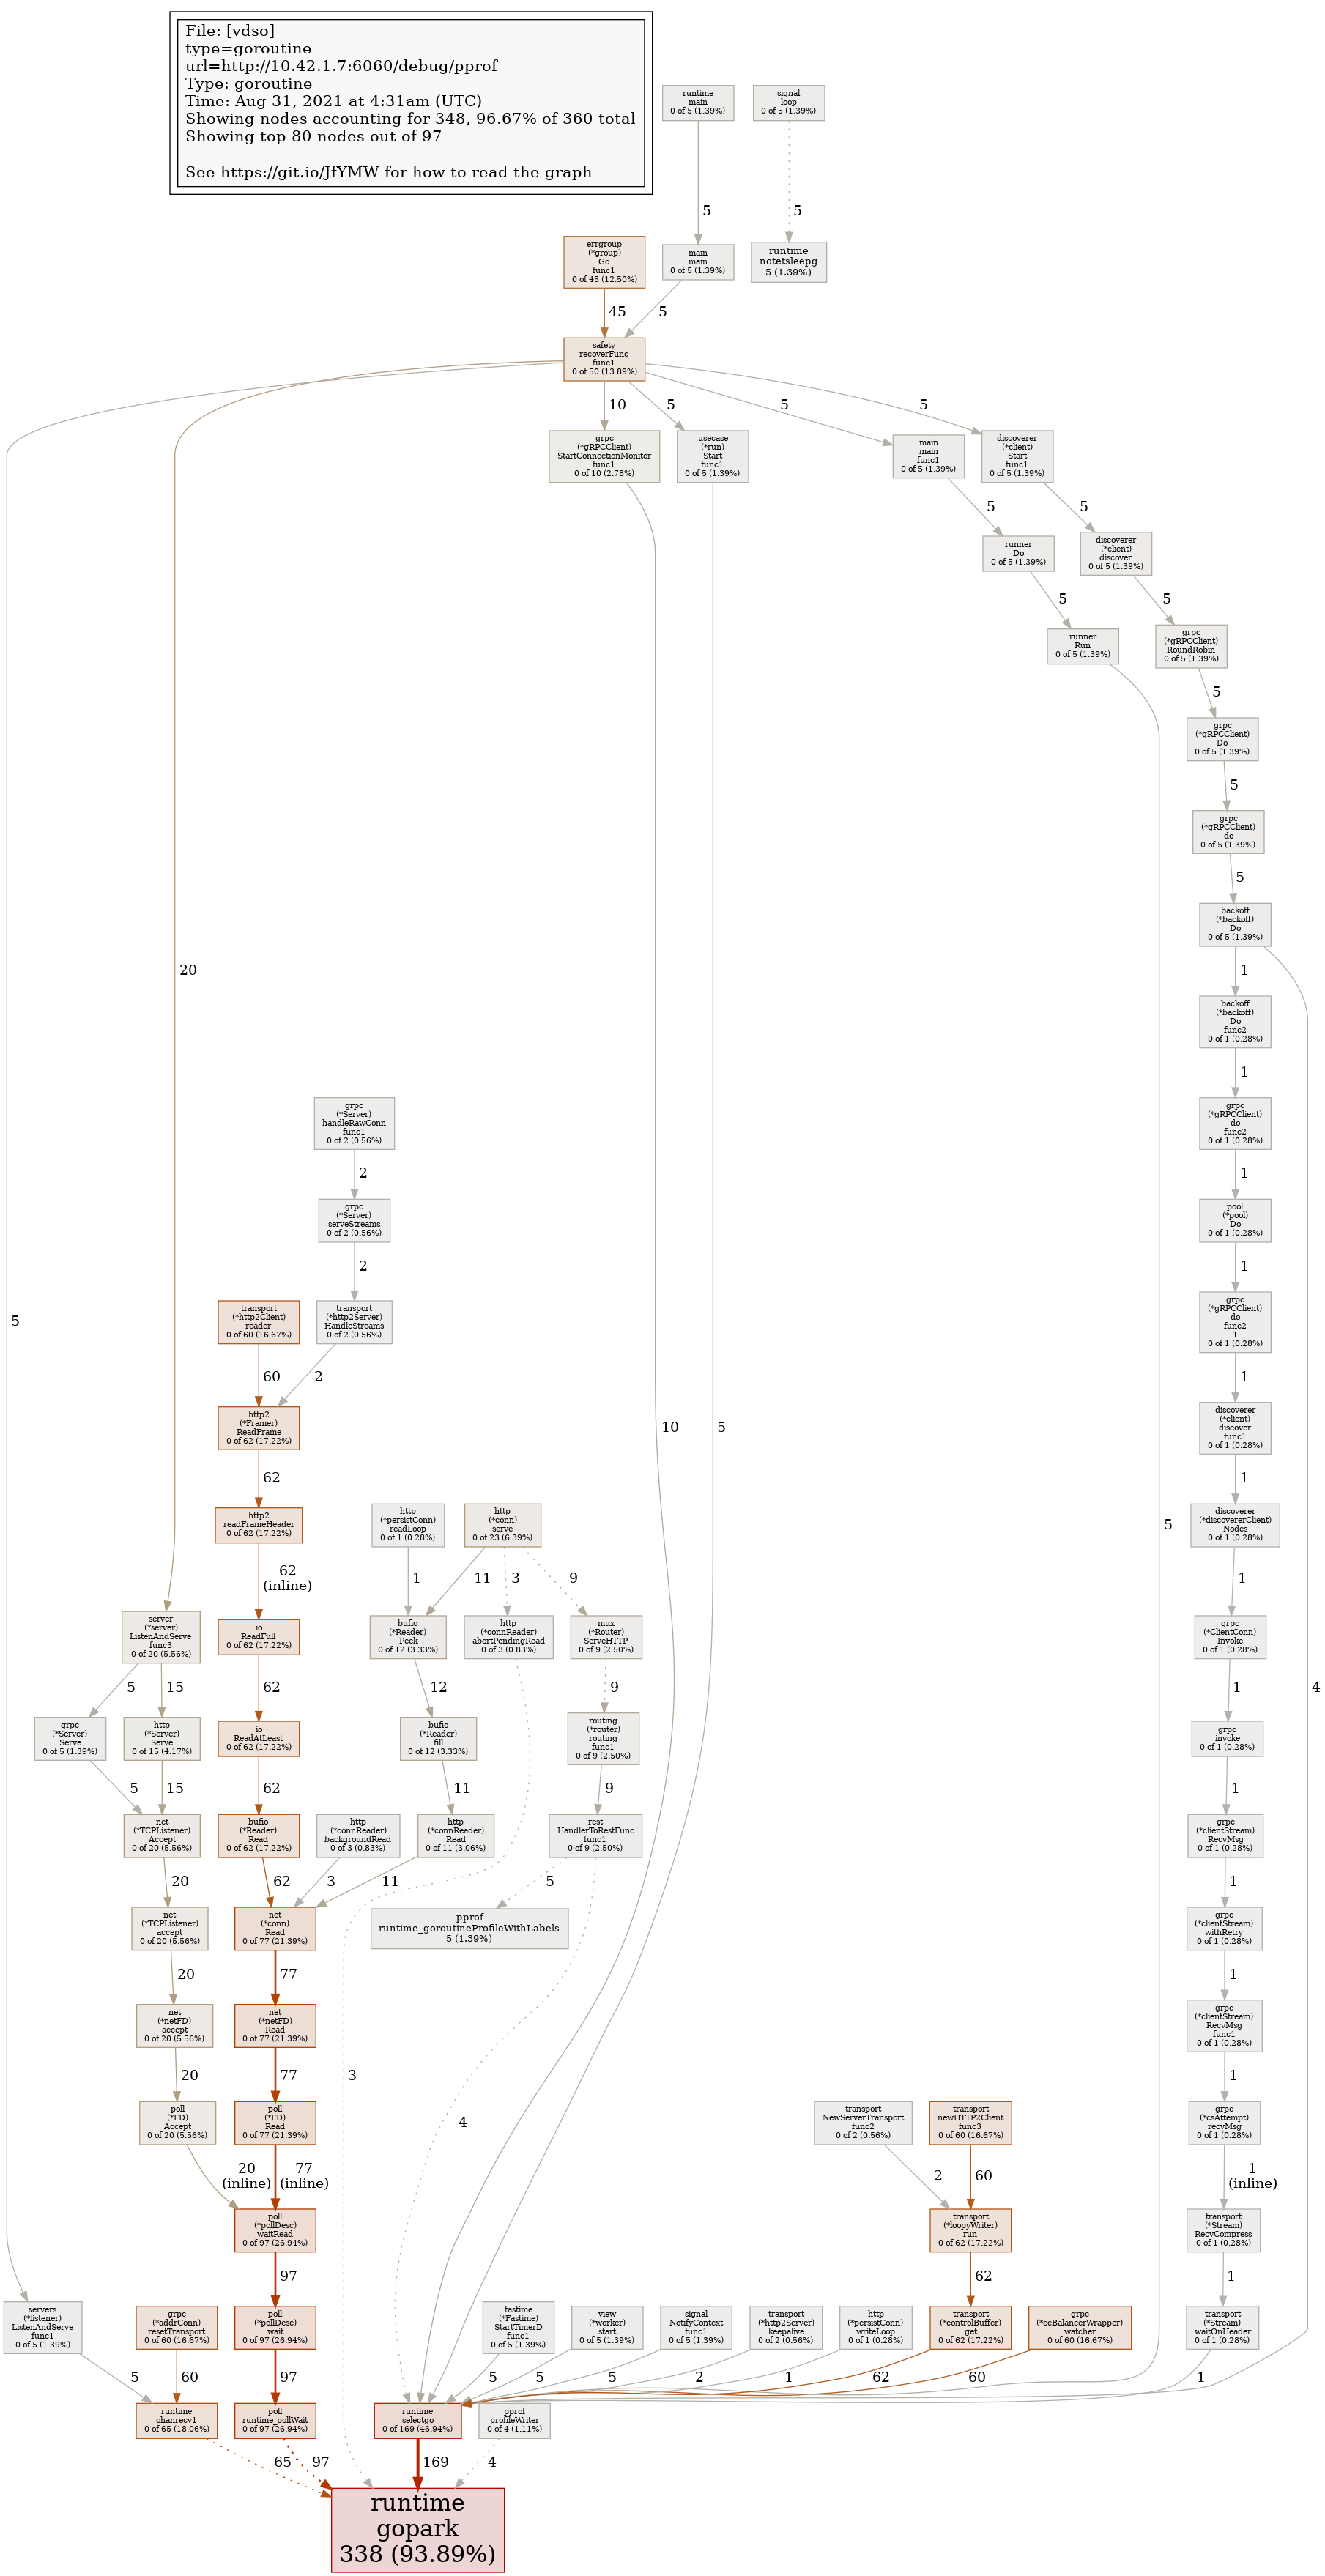 File: [vdso]
type=goroutine
url=http://10.42.1.7:6060/debug/pprof
Type: goroutine
Time: Aug 31, 2021 at 4:31am (UTC)
Showing nodes accounting for 348, 96.67% of 360 total
Showing top 80 nodes out of 97
See https://git.io/JfYMW for how to read the graph
runtime
main
0 of 5 (1.39%)
signal
loop
0 of 5 (1.39%)
5
5
errgroup
(*group)
Go
func1
0 of 45 (12.50%)
main
main
0 of 5 (1.39%)
runtime
notetsleepg
5 (1.39%)
45
5
safety
recoverFunc
func1
0 of 50 (13.89%)
10
5
5
5
grpc
(*gRPCClient)
StartConnectionMonitor
func1
0 of 10 (2.78%)
usecase
(*run)
Start
func1
0 of 5 (1.39%)
main
main
func1
0 of 5 (1.39%)
discoverer
(*client)
Start
func1
0 of 5 (1.39%)
5
5
runner
Do
0 of 5 (1.39%)
discoverer
(*client)
discover
0 of 5 (1.39%)
5
5
runner
Run
0 of 5 (1.39%)
grpc
(*gRPCClient)
RoundRobin
0 of 5 (1.39%)
5
grpc
(*gRPCClient)
Do
0 of 5 (1.39%)
5
grpc
(*gRPCClient)
do
0 of 5 (1.39%)
5
backoff
(*backoff)
Do
0 of 5 (1.39%)
20
1
backoff
(*backoff)
Do
func2
0 of 1 (0.28%)
1
grpc
(*Server)
handleRawConn
func1
0 of 2 (0.56%)
grpc
(*gRPCClient)
do
func2
0 of 1 (0.28%)
2
1
grpc
(*Server)
serveStreams
0 of 2 (0.56%)
pool
(*pool)
Do
0 of 1 (0.28%)
2
1
5
transport
(*http2Client)
reader
0 of 60 (16.67%)
transport
(*http2Server)
HandleStreams
0 of 2 (0.56%)
grpc
(*gRPCClient)
do
func2
1
0 of 1 (0.28%)
60
2
1
http2
(*Framer)
ReadFrame
0 of 62 (17.22%)
10
5
discoverer
(*client)
discover
func1
0 of 1 (0.28%)
62
1
http2
readFrameHeader
0 of 62 (17.22%)
http
(*persistConn)
readLoop
0 of 1 (0.28%)
http
(*conn)
serve
0 of 23 (6.39%)
5
discoverer
(*discovererClient)
Nodes
0 of 1 (0.28%)
62
(inline)
1
11
3
9
1
server
(*server)
ListenAndServe
func3
0 of 20 (5.56%)
io
ReadFull
0 of 62 (17.22%)
bufio
(*Reader)
Peek
0 of 12 (3.33%)
http
(*connReader)
abortPendingRead
0 of 3 (0.83%)
mux
(*Router)
ServeHTTP
0 of 9 (2.50%)
grpc
(*ClientConn)
Invoke
0 of 1 (0.28%)
5
15
62
12
9
1
4
grpc
(*Server)
Serve
0 of 5 (1.39%)
http
(*Server)
Serve
0 of 15 (4.17%)
io
ReadAtLeast
0 of 62 (17.22%)
bufio
(*Reader)
fill
0 of 12 (3.33%)
routing
(*router)
routing
func1
0 of 9 (2.50%)
grpc
invoke
0 of 1 (0.28%)
5
15
62
11
9
1
net
(*TCPListener)
Accept
0 of 20 (5.56%)
bufio
(*Reader)
Read
0 of 62 (17.22%)
http
(*connReader)
backgroundRead
0 of 3 (0.83%)
http
(*connReader)
Read
0 of 11 (3.06%)
rest
HandlerToRestFunc
func1
0 of 9 (2.50%)
grpc
(*clientStream)
RecvMsg
0 of 1 (0.28%)
20
62
3
11
5
1
net
(*TCPListener)
accept
0 of 20 (5.56%)
net
(*conn)
Read
0 of 77 (21.39%)
pprof
runtime_goroutineProfileWithLabels
5 (1.39%)
grpc
(*clientStream)
withRetry
0 of 1 (0.28%)
20
77
1
net
(*netFD)
accept
0 of 20 (5.56%)
net
(*netFD)
Read
0 of 77 (21.39%)
grpc
(*clientStream)
RecvMsg
func1
0 of 1 (0.28%)
20
77
3
1
poll
(*FD)
Accept
0 of 20 (5.56%)
poll
(*FD)
Read
0 of 77 (21.39%)
4
transport
NewServerTransport
func2
0 of 2 (0.56%)
transport
newHTTP2Client
func3
0 of 60 (16.67%)
grpc
(*csAttempt)
recvMsg
0 of 1 (0.28%)
20
(inline)
77
(inline)
2
60
1
(inline)
poll
(*pollDesc)
waitRead
0 of 97 (26.94%)
transport
(*loopyWriter)
run
0 of 62 (17.22%)
transport
(*Stream)
RecvCompress
0 of 1 (0.28%)
97
62
1
servers
(*listener)
ListenAndServe
func1
0 of 5 (1.39%)
grpc
(*addrConn)
resetTransport
0 of 60 (16.67%)
poll
(*pollDesc)
wait
0 of 97 (26.94%)
fastime
(*Fastime)
StartTimerD
func1
0 of 5 (1.39%)
view
(*worker)
start
0 of 5 (1.39%)
signal
NotifyContext
func1
0 of 5 (1.39%)
transport
(*http2Server)
keepalive
0 of 2 (0.56%)
http
(*persistConn)
writeLoop
0 of 1 (0.28%)
transport
(*controlBuffer)
get
0 of 62 (17.22%)
grpc
(*ccBalancerWrapper)
watcher
0 of 60 (16.67%)
transport
(*Stream)
waitOnHeader
0 of 1 (0.28%)
5
60
97
5
5
5
2
1
62
60
1
runtime
chanrecv1
0 of 65 (18.06%)
poll
runtime_pollWait
0 of 97 (26.94%)
runtime
selectgo
0 of 169 (46.94%)
pprof
profileWriter
0 of 4 (1.11%)
65
97
169
4
runtime
gopark
338 (93.89%)